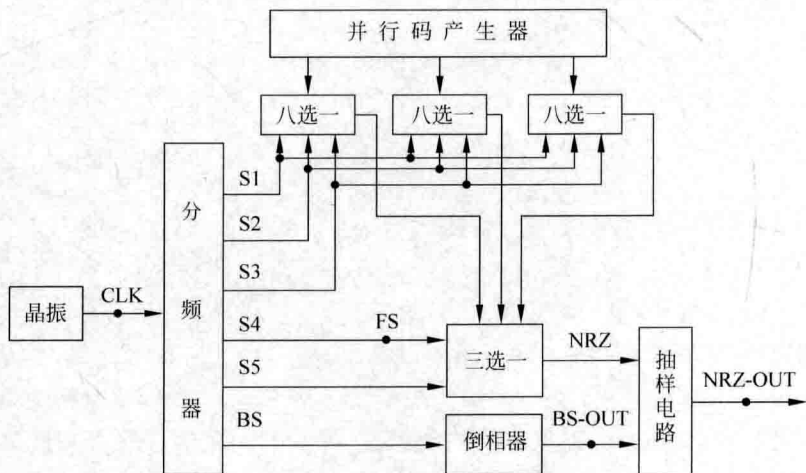 并行码产生器
八选一
八选一
八选一
分频器
S1
S2
S3
S4
S5
BS
晶振
CLK
FS
三选一
NRZ
倒相器
BS-OUT
抽样电路
NRZ-OUT